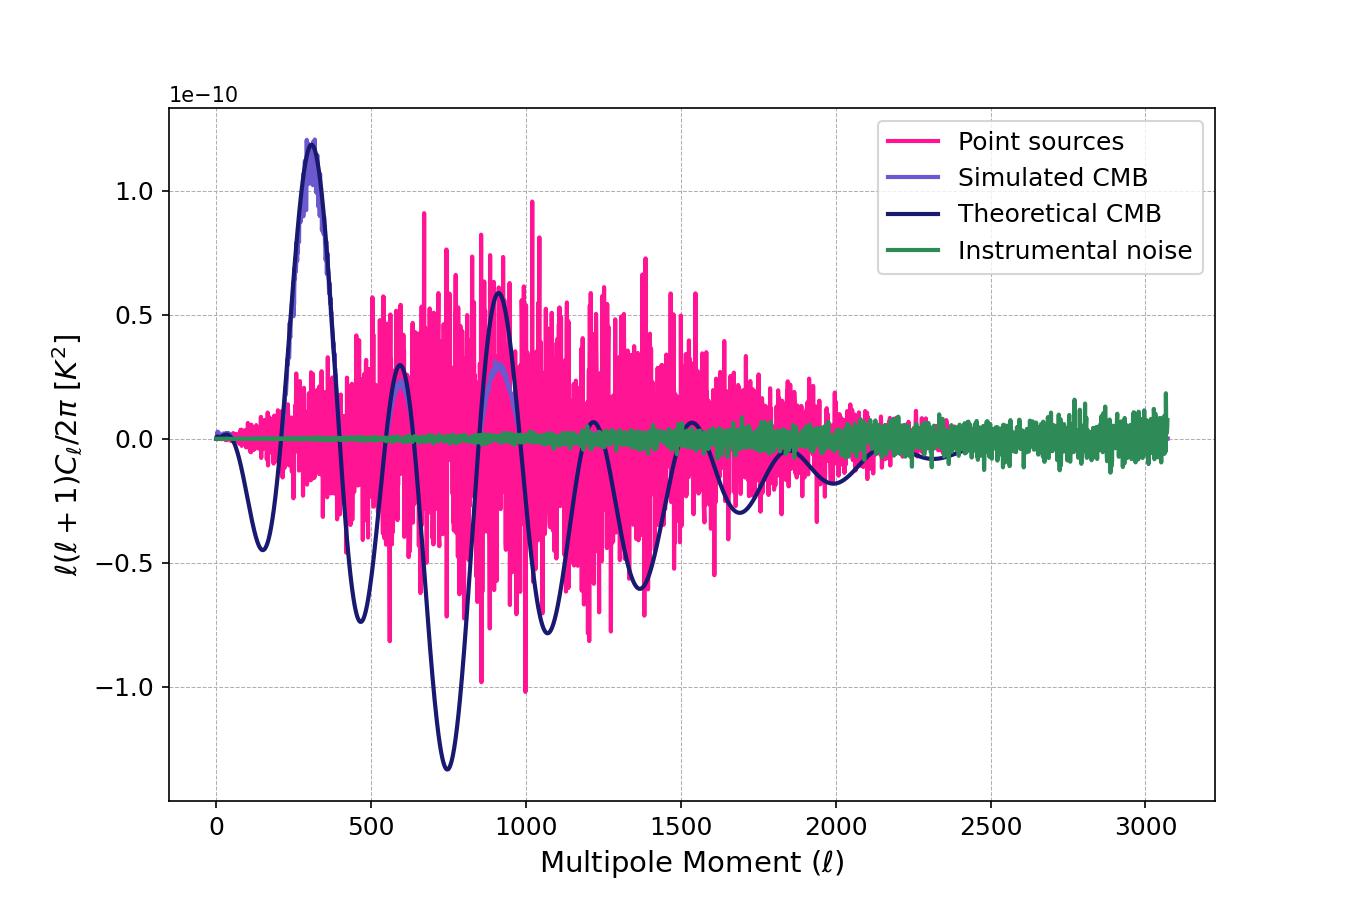 1e−10
1.0
0.5
0.0
−0.5
−1.0
ℓ(ℓ + 1)C_ℓ/2π [K²]
Point sources
Simulated CMB
Theoretical CMB
Instrumental noise
0 500 1000 1500 2000 2500 3000
Multipole Moment (ℓ)